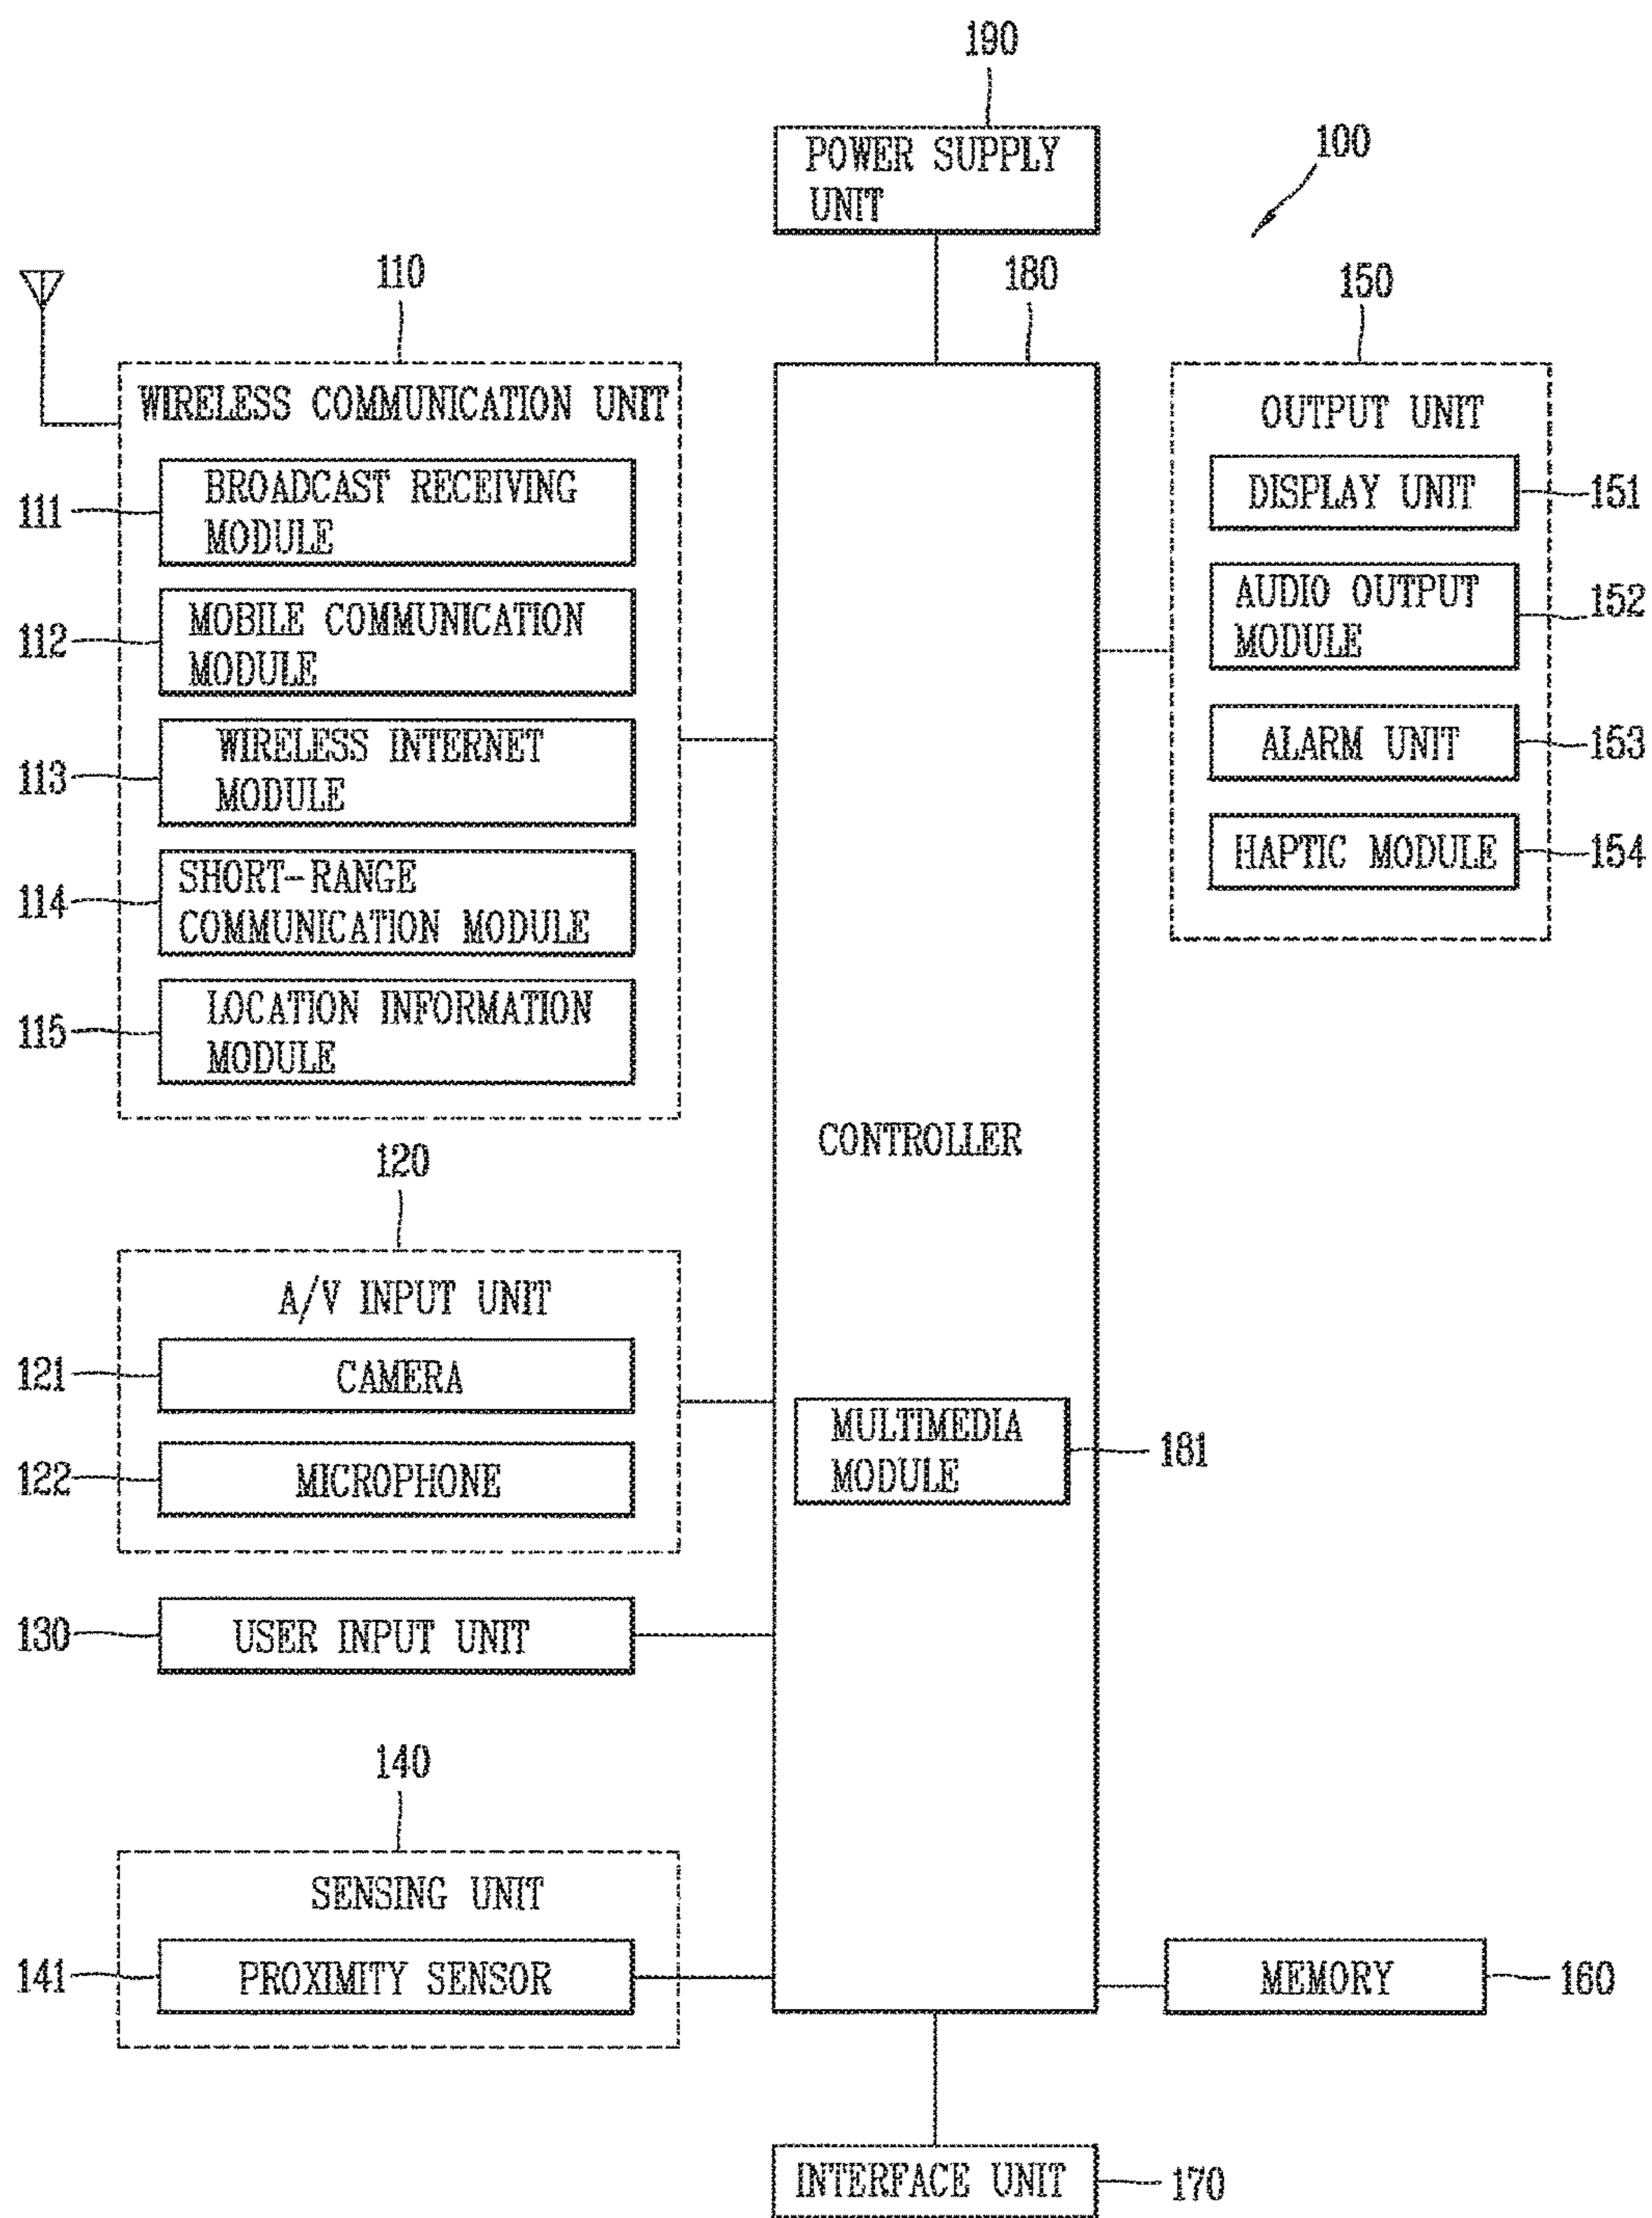 190
POWER SUPPLY
UNIT
100
110
180
150
WIRELESS COMMUNICATION UNIT
111
BROADCAST RECEIVING
MODULE
112
MOBILE COMMUNICATION
MODULE
113
WIRELESS INTERNET
MODULE
114
SHORT-RANGE
COMMUNICATION MODULE
115
LOCATION INFORMATION
MODULE
OUTPUT UNIT
DISPLAY UNIT
151
AUDIO OUTPUT
MODULE
152
ALARM UNIT
153
HAPTIC MODULE
154
CONTROLLER
120
A/V INPUT UNIT
121
CAMERA
122
MICROPHONE
MULTIMEDIA
MODULE
181
130
USER INPUT UNIT
140
SENSING UNIT
141
PROXIMITY SENSOR
MEMORY
160
INTERFACE UNIT
170